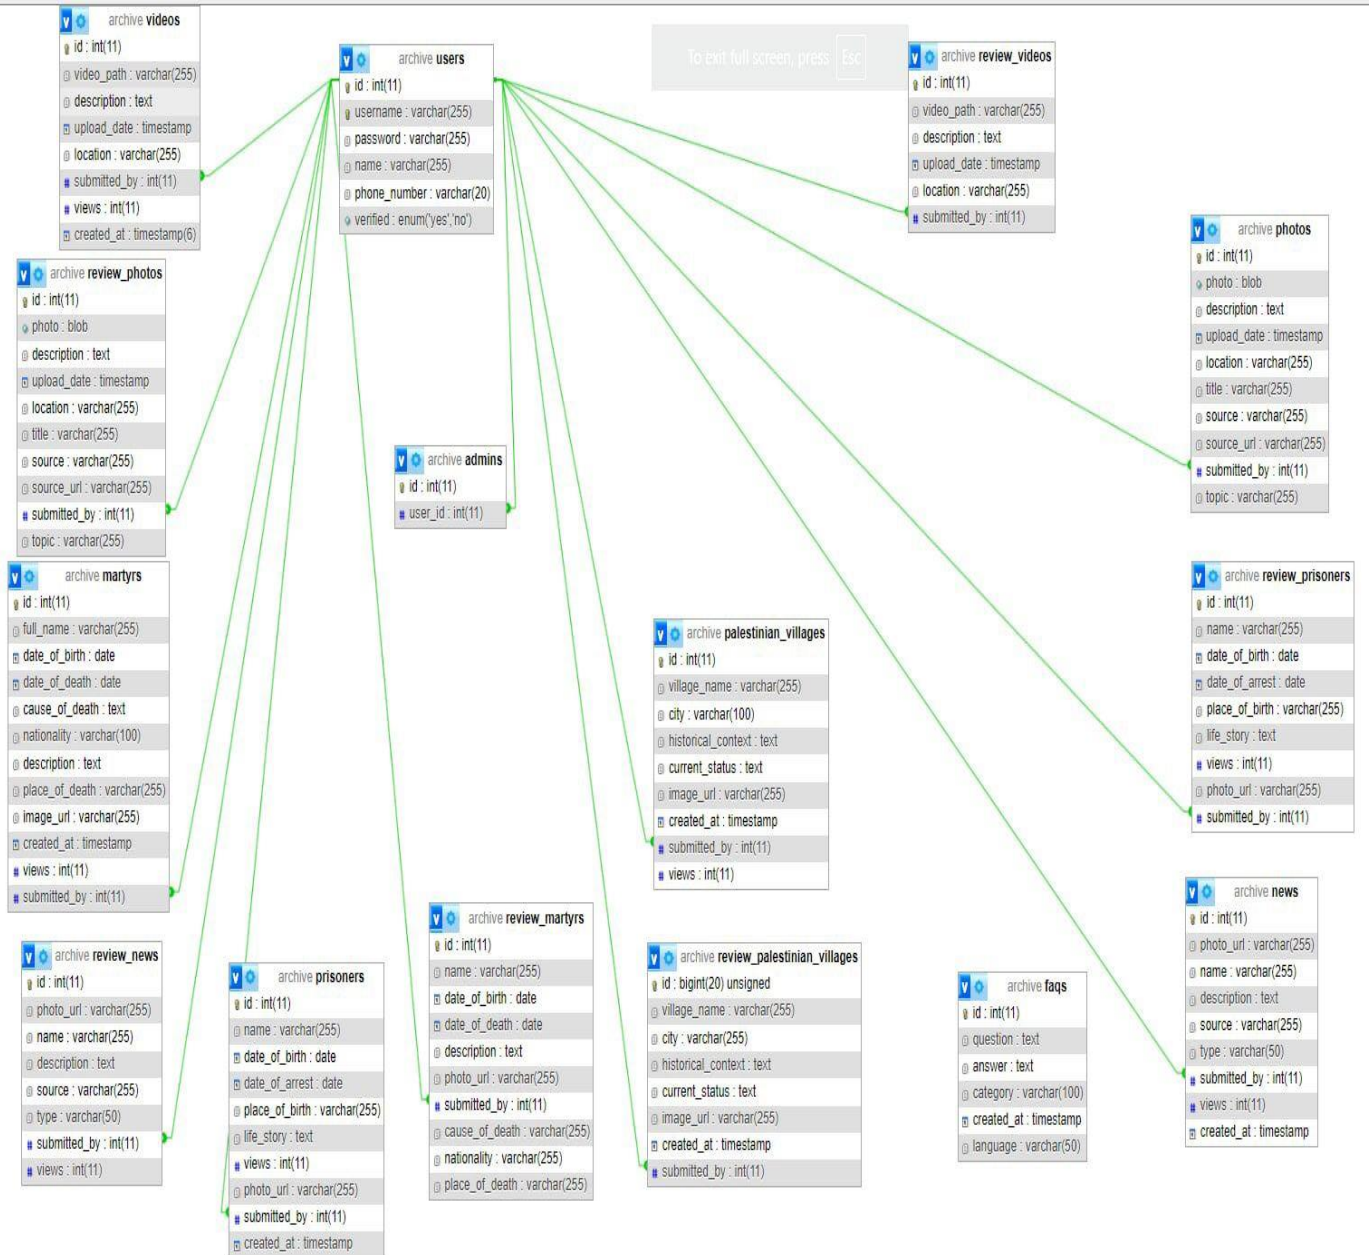 archive videos
id : int(11)
video_path : varchar(255)
description : text
upload_date : timestamp
location : varchar(255)
submitted_by : int(11)
views : int(11)
created_at : timestamp(6)
archive users
id : int(11)
username : varchar(255)
password : varchar(255)
name : varchar(255)
phone_number : varchar(20)
verified : enum('yes','no')
To exit full screen, press Esc
archive review_videos
id : int(11)
video_path : varchar(255)
description : text
upload_date : timestamp
location : varchar(255)
submitted_by : int(11)
archive photos
id : int(11)
photo : blob
description : text
upload_date : timestamp
location : varchar(255)
title : varchar(255)
source : varchar(255)
source_url : varchar(255)
submitted_by : int(11)
topic : varchar(255)
archive review_photos
id : int(11)
photo : blob
description : text
upload_date : timestamp
location : varchar(255)
title : varchar(255)
source : varchar(255)
source_url : varchar(255)
submitted_by : int(11)
topic : varchar(255)
archive admins
id : int(11)
user_id : int(11)
archive martyrs
id : int(11)
full_name : varchar(255)
date_of_birth : date
date_of_death : date
cause_of_death : text
nationality : varchar(100)
description : text
place_of_death : varchar(255)
image_url : varchar(255)
created_at : timestamp
views : int(11)
submitted_by : int(11)
archive palestinian_villages
id : int(11)
village_name : varchar(255)
city : varchar(100)
historical_context : text
current_status : text
image_url : varchar(255)
created_at : timestamp
submitted_by : int(11)
views : int(11)
archive review_prisoners
id : int(11)
name : varchar(255)
date_of_birth : date
date_of_arrest : date
place_of_birth : varchar(255)
life_story : text
views : int(11)
photo_url : varchar(255)
submitted_by : int(11)
archive review_news
id : int(11)
photo_url : varchar(255)
name : varchar(255)
description : text
source : varchar(255)
type : varchar(50)
submitted_by : int(11)
views : int(11)
archive prisoners
id : int(11)
name : varchar(255)
date_of_birth : date
date_of_arrest : date
place_of_birth : varchar(255)
life_story : text
views : int(11)
photo_url : varchar(255)
submitted_by : int(11)
created_at : timestamp
archive review_martyrs
id : int(11)
name : varchar(255)
date_of_birth : date
date_of_death : date
description : text
photo_url : varchar(255)
submitted_by : int(11)
cause_of_death : varchar(255)
nationality : varchar(255)
place_of_death : varchar(255)
archive review_palestinian_villages
id : bigint(20) unsigned
village_name : varchar(255)
city : varchar(255)
historical_context : text
current_status : text
image_url : varchar(255)
created_at : timestamp
submitted_by : int(11)
archive faqs
id : int(11)
question : text
answer : text
category : varchar(100)
created_at : timestamp
language : varchar(50)
archive news
id : int(11)
photo_url : varchar(255)
name : varchar(255)
description : text
source : varchar(255)
type : varchar(50)
submitted_by : int(11)
views : int(11)
created_at : timestamp